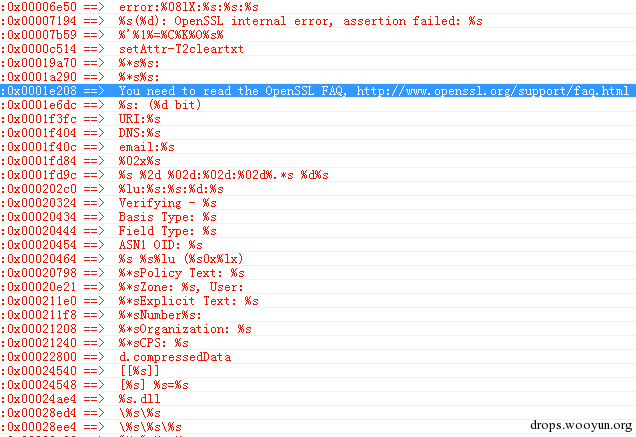 :0x00006e50 ==> error:%08lX:%s:%s:%s
:0x00007194 ==> %s(%d): OpenSSL internal error, assertion failed: %s
:0x00007b59 ==> %'%1%=%C%K%O%s%
:0x0000c514 ==> setAttr-T2cleartxt
:0x00019a70 ==> %*s%s:
:0x0001a290 ==> %*s%s:
:0x0001e208 ==> You need to read the OpenSSL FAQ, http://www.openssl.org/support/faq.html
:0x0001e6dc ==> %s: (%d bit)
:0x0001f3fc ==> URI:%s
:0x0001f404 ==> DNS:%s
:0x0001f40c ==> email:%s
:0x0001fd84 ==> %02x%s
:0x0001fd9c ==> %s %2d %02d:%02d:%02d%.*s %d%s
:0x000202c0 ==> %lu:%s:%s:%d:%s
:0x00020324 ==> Verifying - %s
:0x00020434 ==> Basis Type: %s
:0x00020444 ==> Field Type: %s
:0x00020454 ==> ASN1 OID: %s
:0x00020464 ==> %s %s%lu (%s0x%lx)
:0x00020798 ==> %*sPolicy Text: %s
:0x00020e21 ==> %*sZone: %s, User:
:0x000211e0 ==> %*sExplicit Text: %s
:0x000211f8 ==> %*sNumber%s:
:0x00021208 ==> %*sOrganization: %s
:0x00021240 ==> %*sCPS: %s
:0x00022800 ==> d.compressedData
:0x00024540 ==> [[%s]]
:0x00024548 ==> [%s] %s=%s
:0x00024ae4 ==> %s.dll
:0x00028ed4 ==> \%s\%s
:0x00028ee4 ==> \%s\%s\%s
drops.wooyun.org